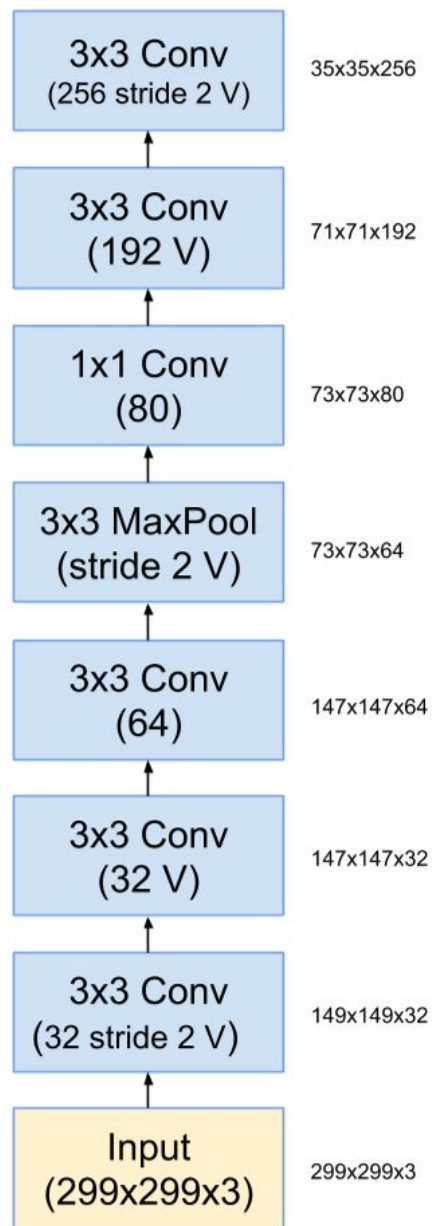 3x3 Conv
(256 stride 2 V)
35x35x256
3x3 Conv
(192 V)
71x71x192
1x1 Conv
(80)
73x73x80
3x3 MaxPool
(stride 2 V)
73x73x64
3x3 Conv
(64)
147x147x64
3x3 Conv
(32 V)
147x147x32
3x3 Conv
(32 stride 2 V)
149x149x32
Input
(299x299x3)
299x299x3